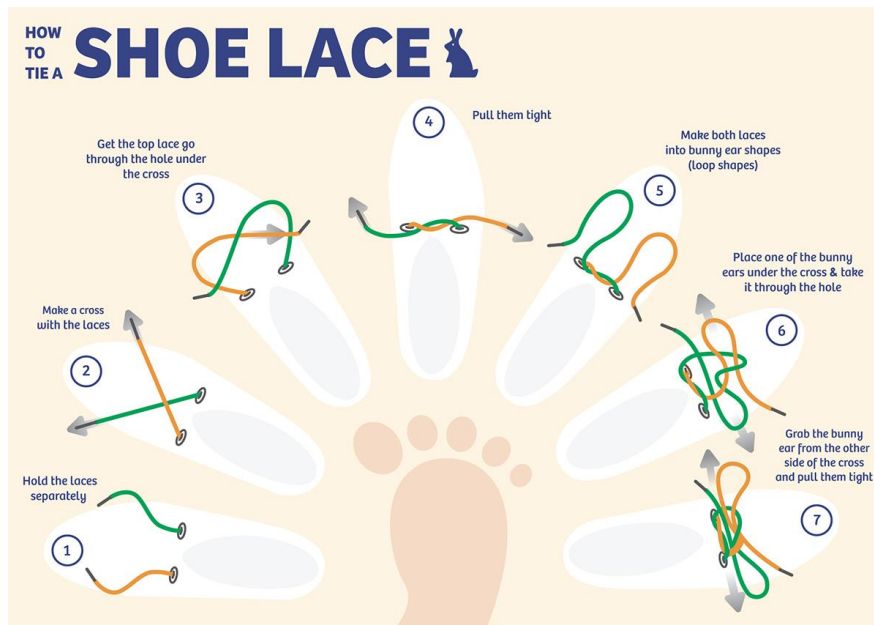 HOW
TO
TIE A
SHOE LACE
1
Hold the laces
separately
2
Make a cross
with the laces
3
Get the top lace go
through the hole under
the cross
4
Pull them tight
5
Make both laces
into bunny ear shapes
(loop shapes)
6
Place one of the bunny
ears under the cross & take
it through the hole
7
Grab the bunny
ear from the other
side of the cross
and pull them tight